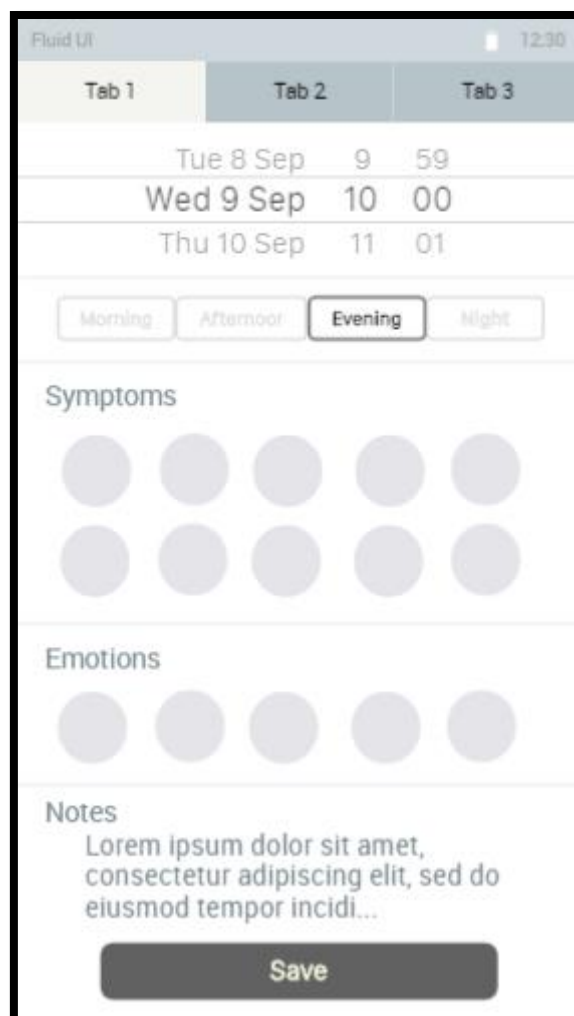 Fluid UI 12:30
Tab 1 Tab 2 Tab 3
Tue 8 Sep 9 59
Wed 9 Sep 10 00
Thu 10 Sep 11 01
Morning Afternoor Evening Night
Symptoms
Emotions
Notes
Lorem ipsum dolor sit amet,
consectetur adipiscing elit, sed do
eiusmod tempor incidi...
Save